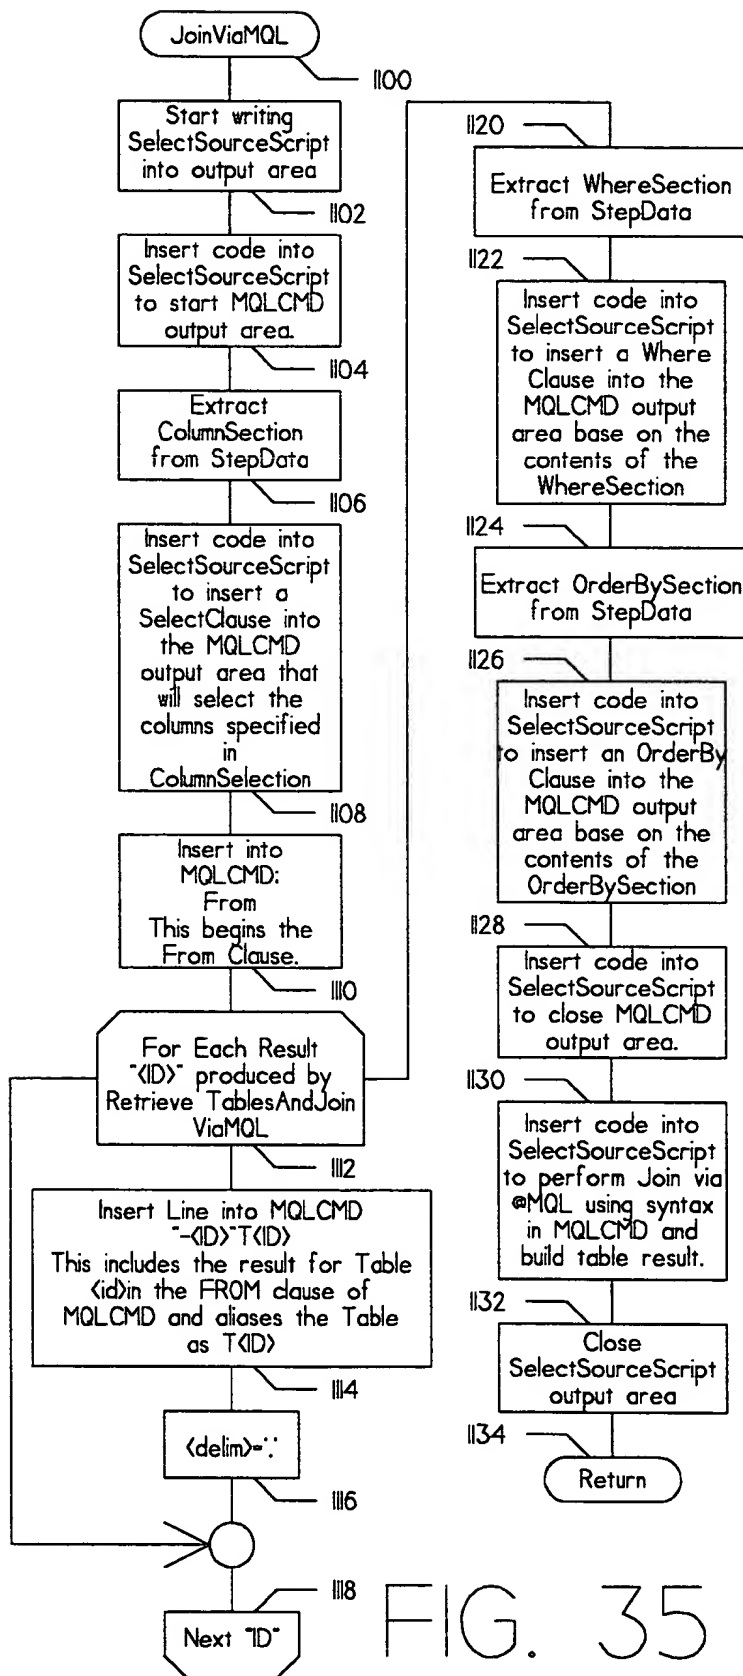 JoinViaMQL
1100
Start writing
SelectSourceScript
into output area
1102
Insert code into
SelectSourceScript
to start MQLCMD
output area.
1104
Extract
ColumnSection
from StepData
1106
Insert code into
SelectSourceScript
to insert a
SelectClause into
the MQLCMD
output area that
will select the
columns specified
in
ColumnSelection
1108
Insert into
MQLCMD:
From
This begins the
From Clause.
1110
For Each Result
"<ID>" produced by
Retrieve TablesAndJoin
ViaMQL
1112
Insert Line into MQLCMD
"-<ID>"T<ID>
This includes the result for Table
<id>in the FROM clause of
MQLCMD and aliases the Table
as T<ID>
1114
<delim>=","
1116
1118
Next "ID"
1120
Extract WhereSection
from StepData
1122
Insert code into
SelectSourceScript
to insert a Where
Clause into the
MQLCMD output
area base on the
contents of the
WhereSection
1124
Extract OrderBySection
from StepData
1126
Insert code into
SelectSourceScript
to insert an OrderBy
Clause into the
MQLCMD output
area base on the
contents of the
OrderBySection
1128
Insert code into
SelectSourceScript
to close MQLCMD
output area.
1130
Insert code into
SelectSourceScript
to perform Join via
@MQL using syntax
in MQLCMD and
build table result.
1132
Close
SelectSourceScript
output area
1134
Return
FIG. 35